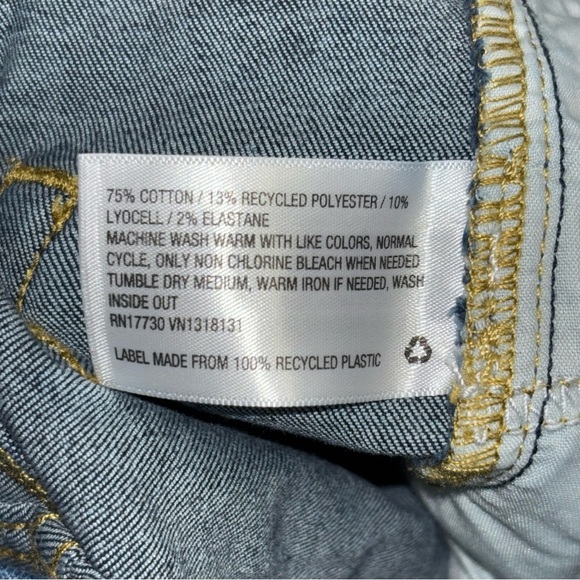 75% COTTON / 13% RECYCLED POLYESTER / 10%
LYOCELL / 2% ELASTANE
MACHINE WASH WARM WITH LIKE COLORS, NORMAL
CYCLE, ONLY NON CHLORINE BLEACH WHEN NEEDED
TUMBLE DRY MEDIUM, WARM IRON IF NEEDED, WASH
INSIDE OUT
RN17730 VN1318131
LABEL MADE FROM 100% RECYCLED PLASTIC